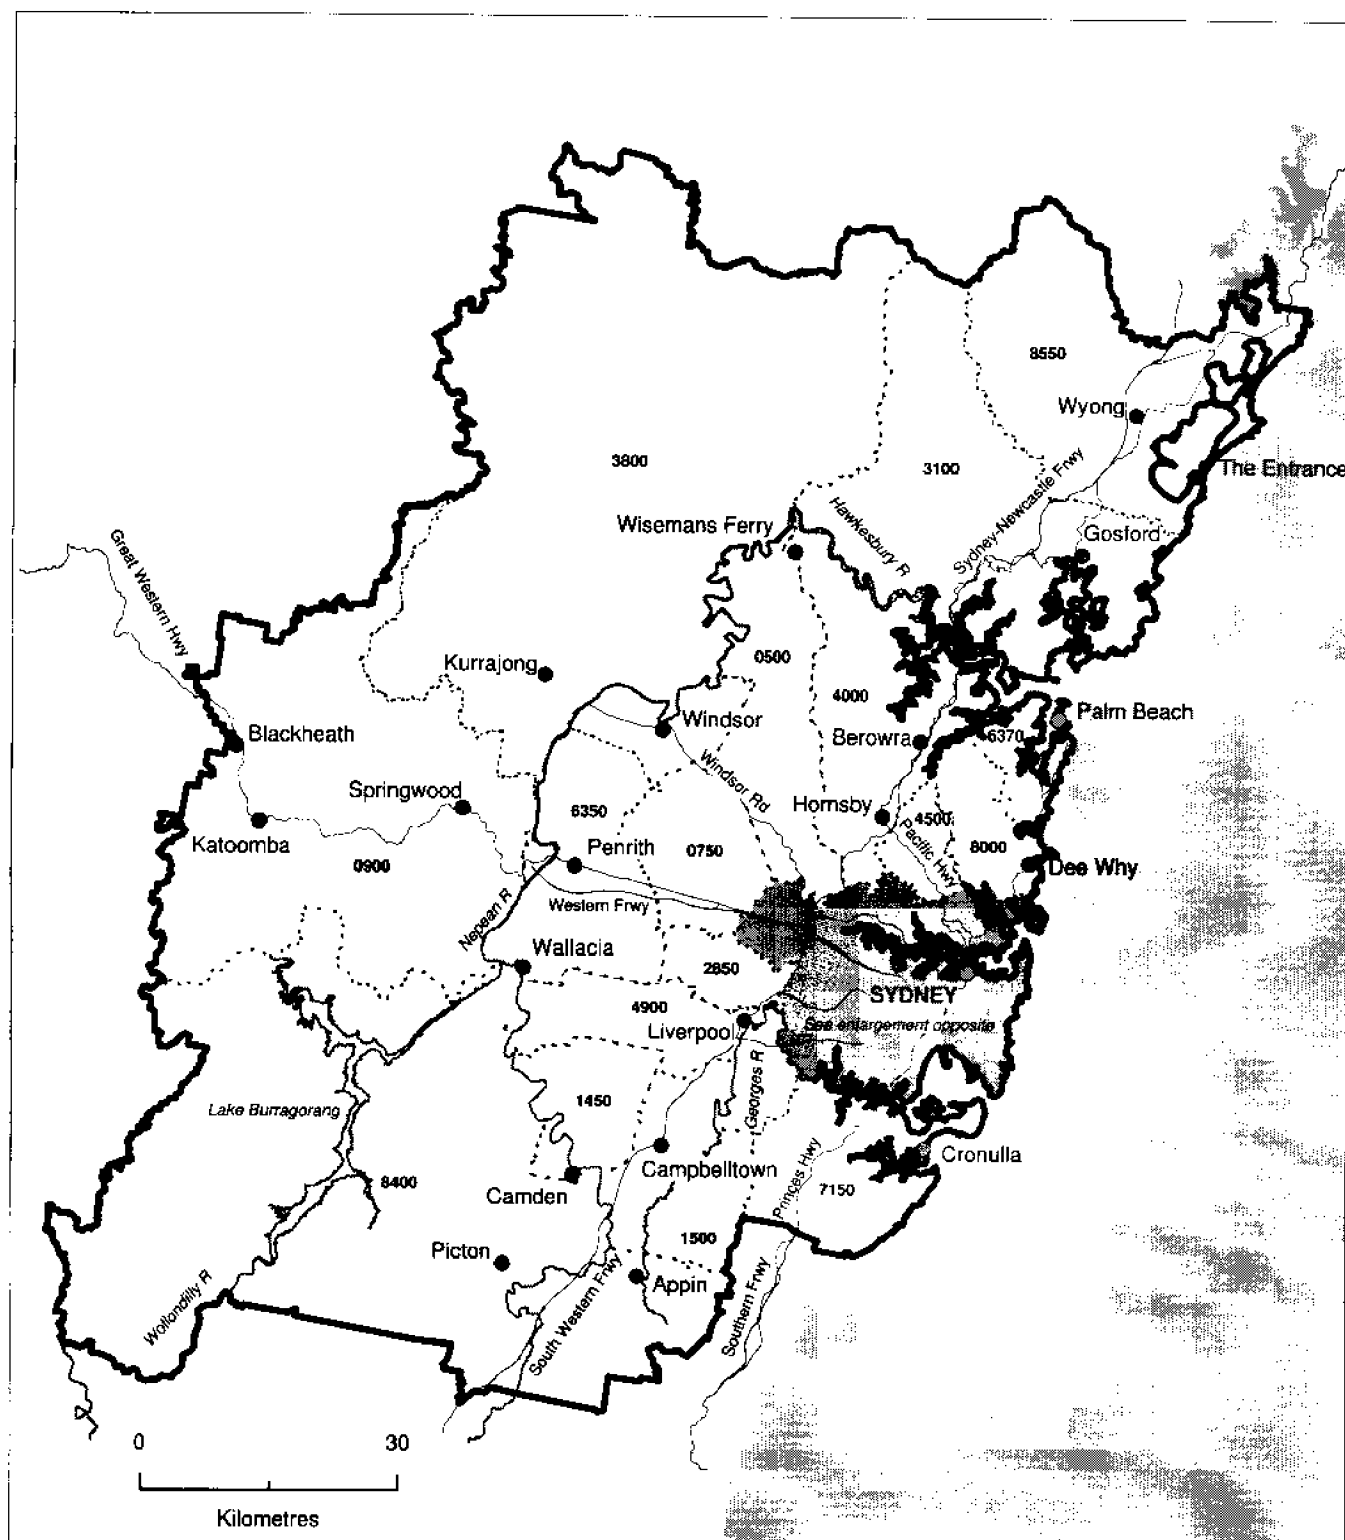 8550
Wyong
3800
3100
The Entrance
Wisemans Ferry
Hawkesbury R
Sydney-Newcastle Frwy
Gosford
Great Western Hwy
Kurrajong
0500
4000
Windsor
Palm Beach
Blackheath
Berowra
6370
Windsor Rd
Springwood
Hornsby
6350
4500
Pacific Hwy
Katoomba
0900
Penrith
0750
8000
Dee Why
Western Frwy
Nepean R
Wallacia
2850
4900
SYDNEY
Liverpool
See enlargement opposite
Georges R
Lake Burragorang
1450
Campbelltown
Cronulla
8400
Camden
Princes Hwy
7150
Picton
1500
Appin
Wollondilly R
South Western Frwy
Southern Frwy
0 30
Kilometres